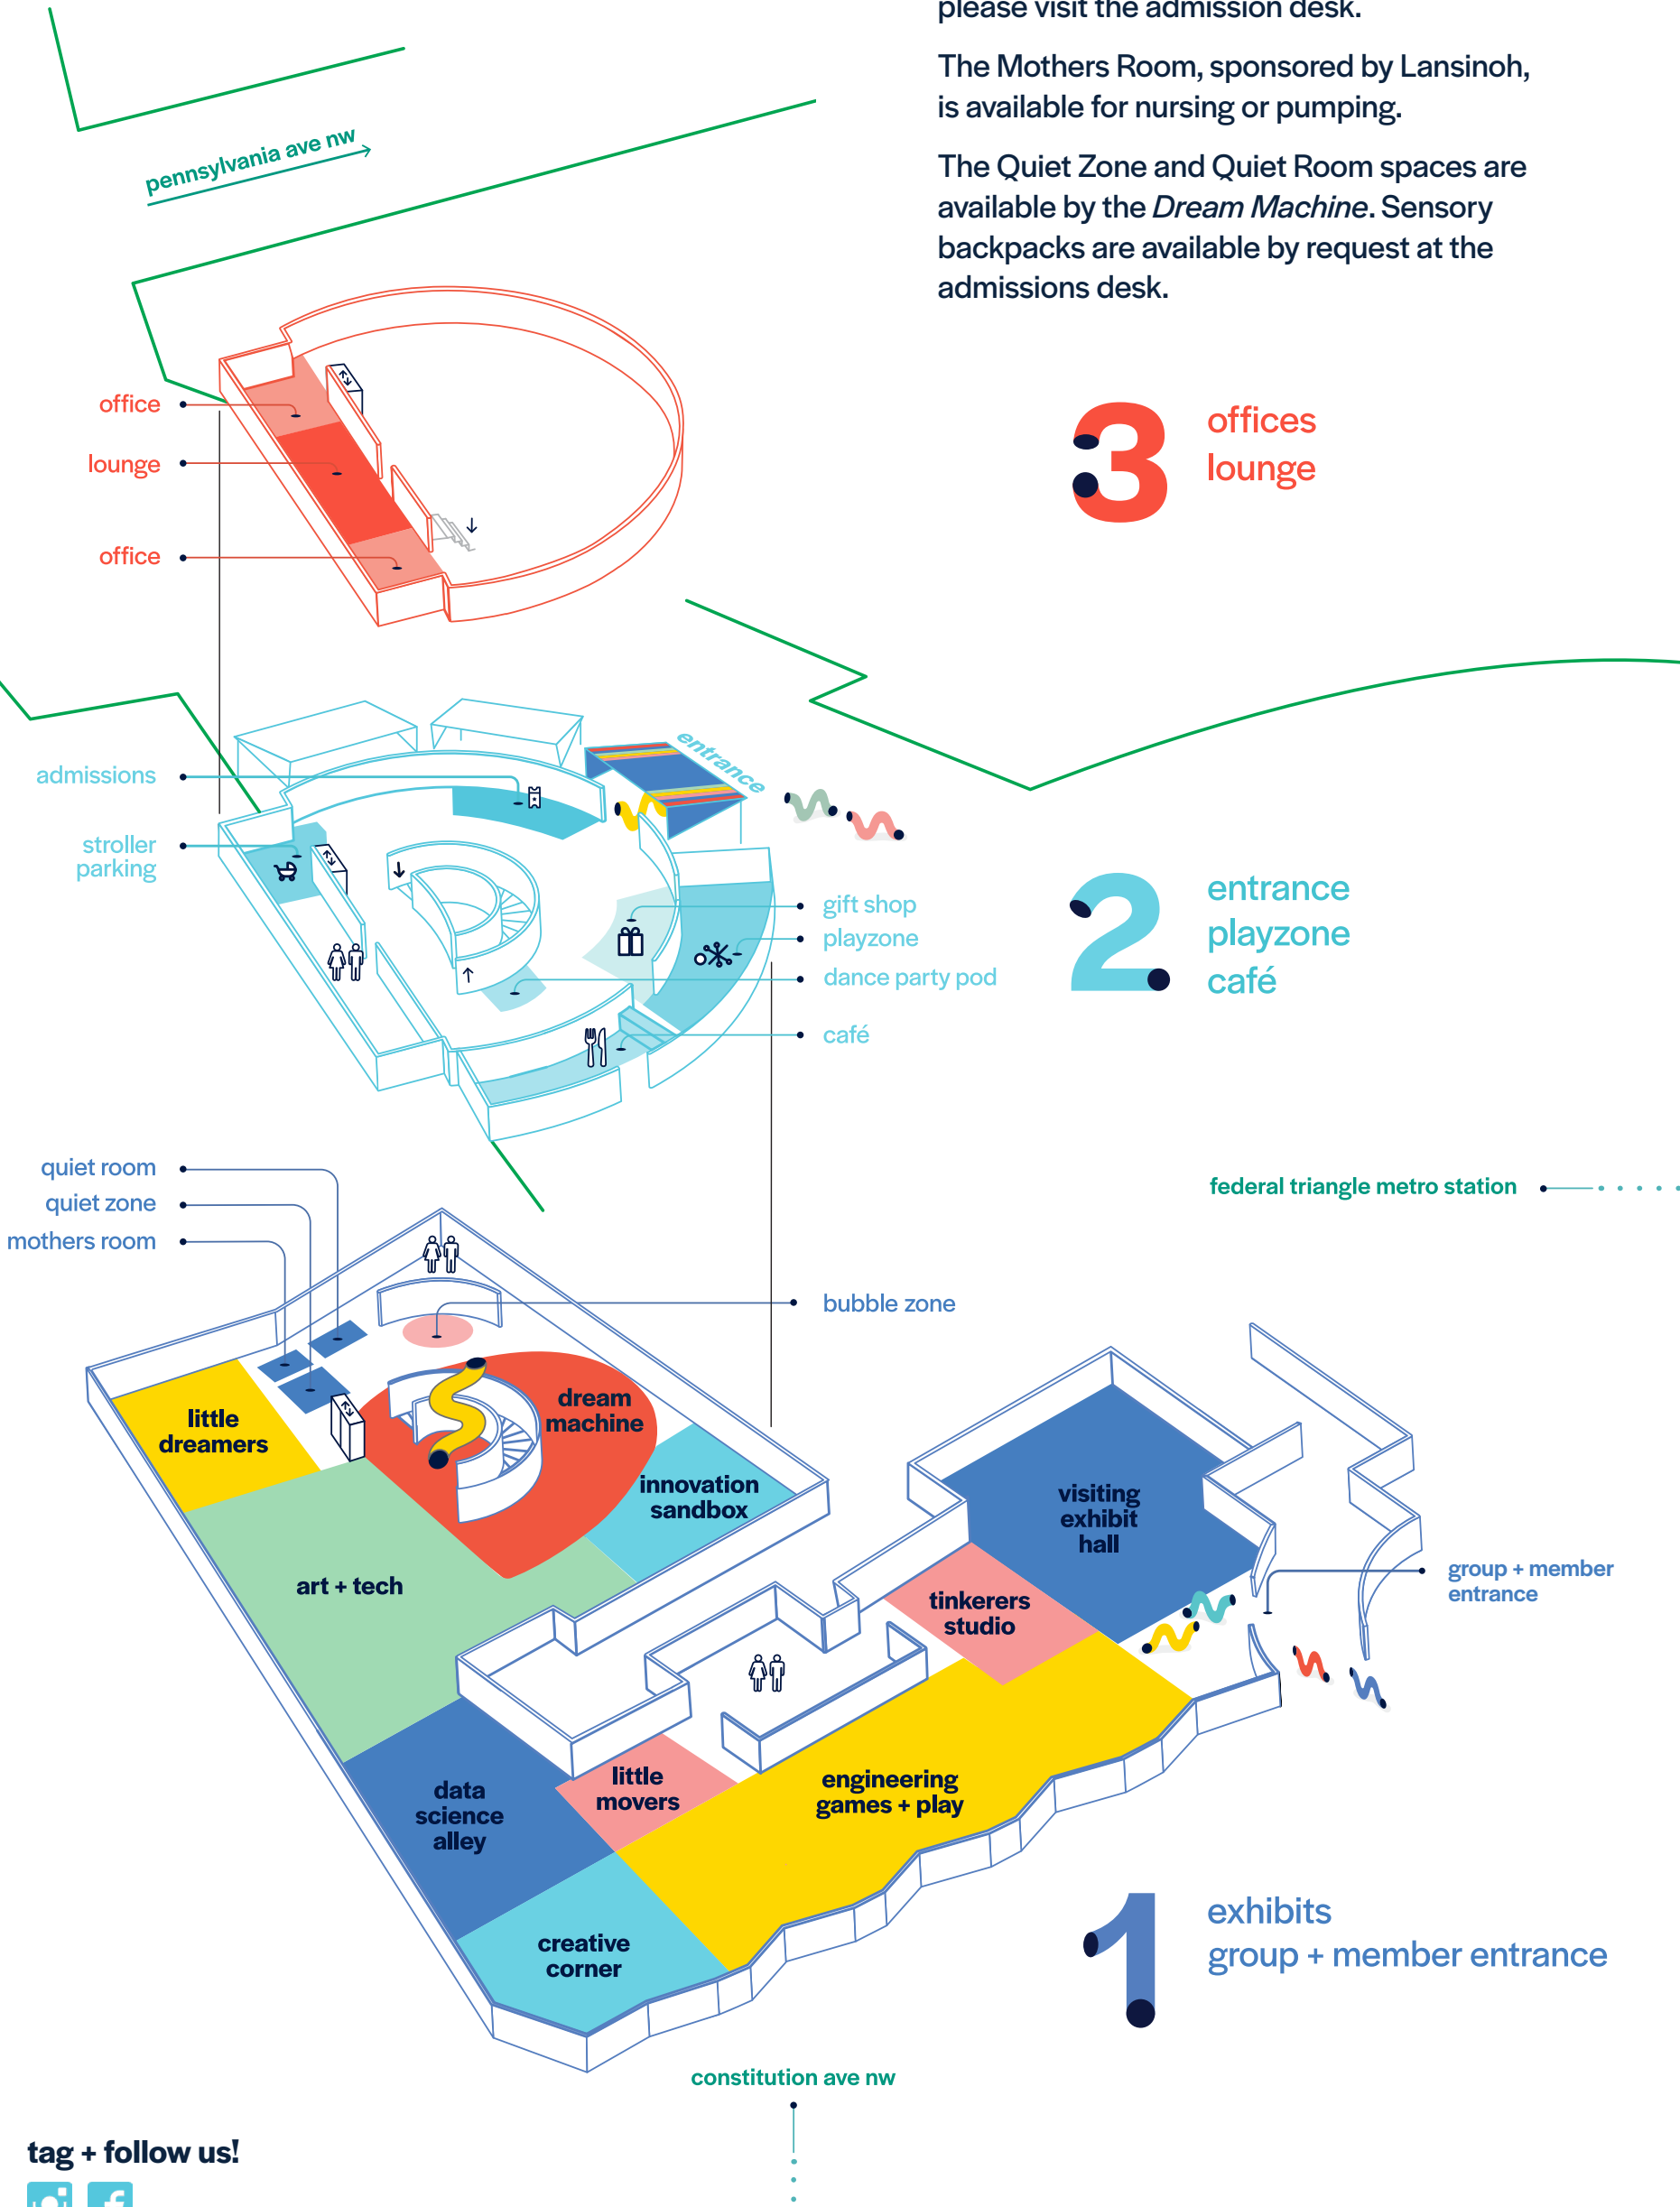 please visit the admission desk.
The Mothers Room, sponsored by Lansinoh,
is available for nursing or pumping.
The Quiet Zone and Quiet Room spaces are
available by the Dream Machine. Sensory
backpacks are available by request at the
admissions desk.
pennsylvania ave nw
office
lounge
office
3
offices
lounge
entrance
admissions
stroller
parking
gift shop
playzone
dance party pod
café
2
entrance
playzone
café
quiet room
quiet zone
mothers room
federal triangle metro station
bubble zone
little
dreamers
dream
machine
innovation
sandbox
art + tech
visiting
exhibit
hall
tinkerers
studio
group + member
entrance
data
science
alley
little
movers
engineering
games + play
creative
corner
1
exhibits
group + member entrance
constitution ave nw
tag + follow us!